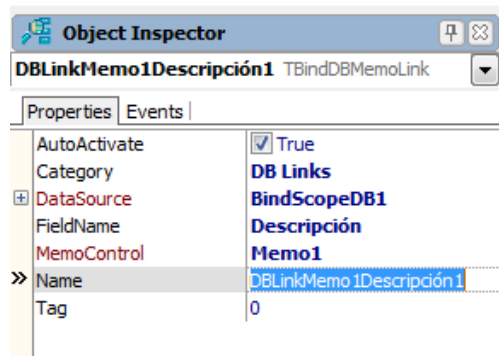 Object Inspector
DBLinkMemo1Descripción1 TBindDBMemoLink
Properties Events
AutoActivate True
Category DB Links
DataSource BindScopeDB1
FieldName Descripción
MemoControl Memo1
Name DBLinkMemo1Descripción1
Tag 0